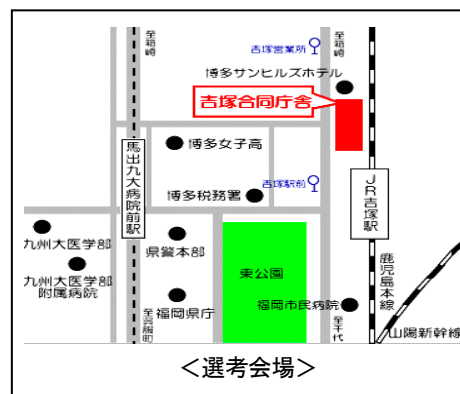 至箱崎
吉塚営業所
至箱崎
博多サンヒルズホテル
吉塚合同庁舎
馬出九大病院前駅
博多女子高
博多税務署
吉塚駅前
JR吉塚駅
九州大医学部
九州大医学部
附属病院
県警本部
福岡県庁
至呉服町
東公園
福岡市民病院
至千代
鹿児島本線
山陽新幹線
＜選考会場＞